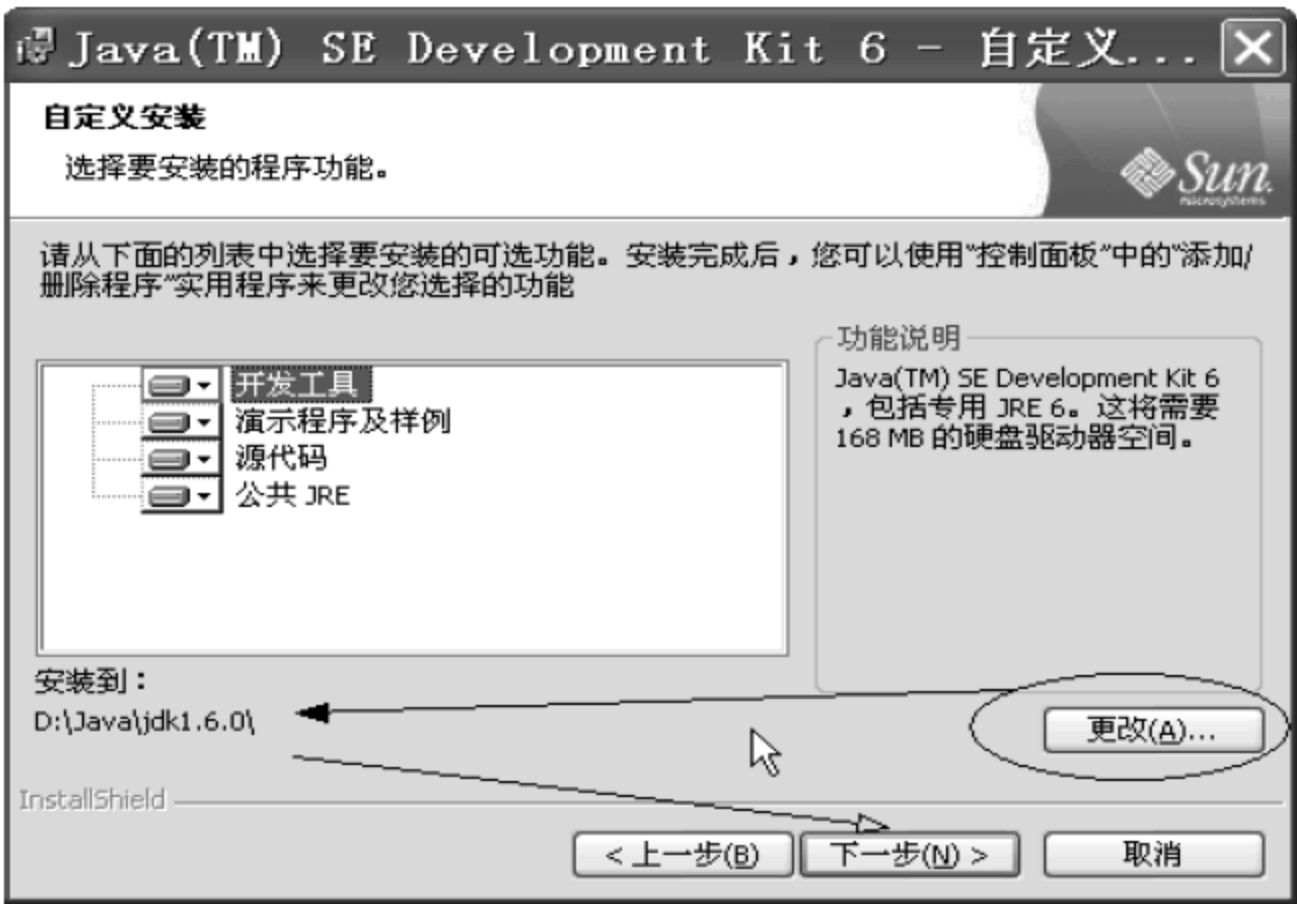 Java(TM) SE Development Kit 6 - 自定义...
自定义安装
选择要安装的程序功能。
Sun
microsystems
请从下面的列表中选择要安装的可选功能。安装完成后，您可以使用“控制面板”中的“添加/
删除程序”实用程序来更改您选择的功能
开发工具
演示程序及样例
源代码
公共 JRE
功能说明
Java(TM) SE Development Kit 6
，包括专用 JRE 6。这将需要
168 MB 的硬盘驱动器空间。
安装到：
D:\Java\jdk1.6.0\
更改(A)...
InstallShield
< 上一步(B)
下一步(N) >
取消